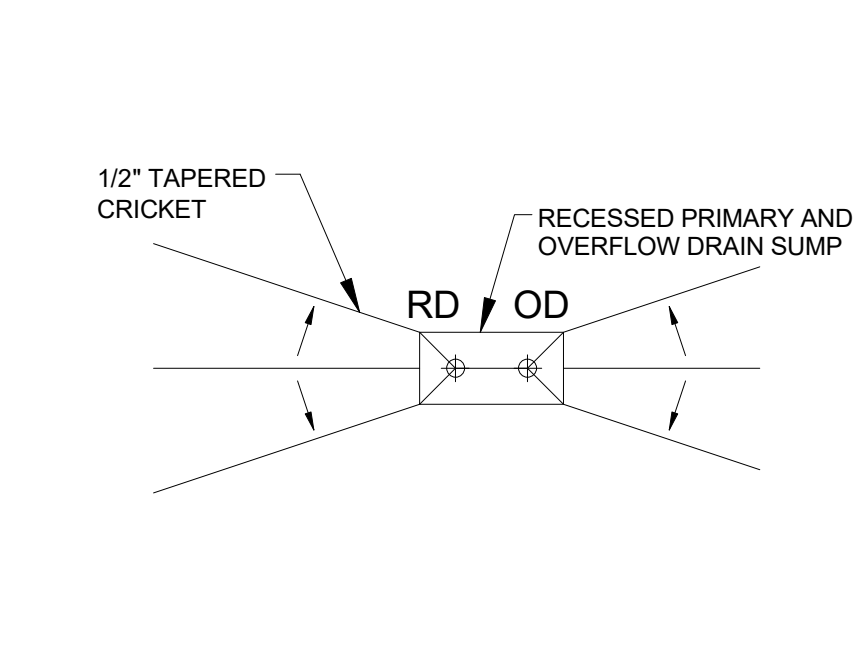 1/2" TAPERED
CRICKET
RECESSED PRIMARY AND
OVERFLOW DRAIN SUMP
RD OD